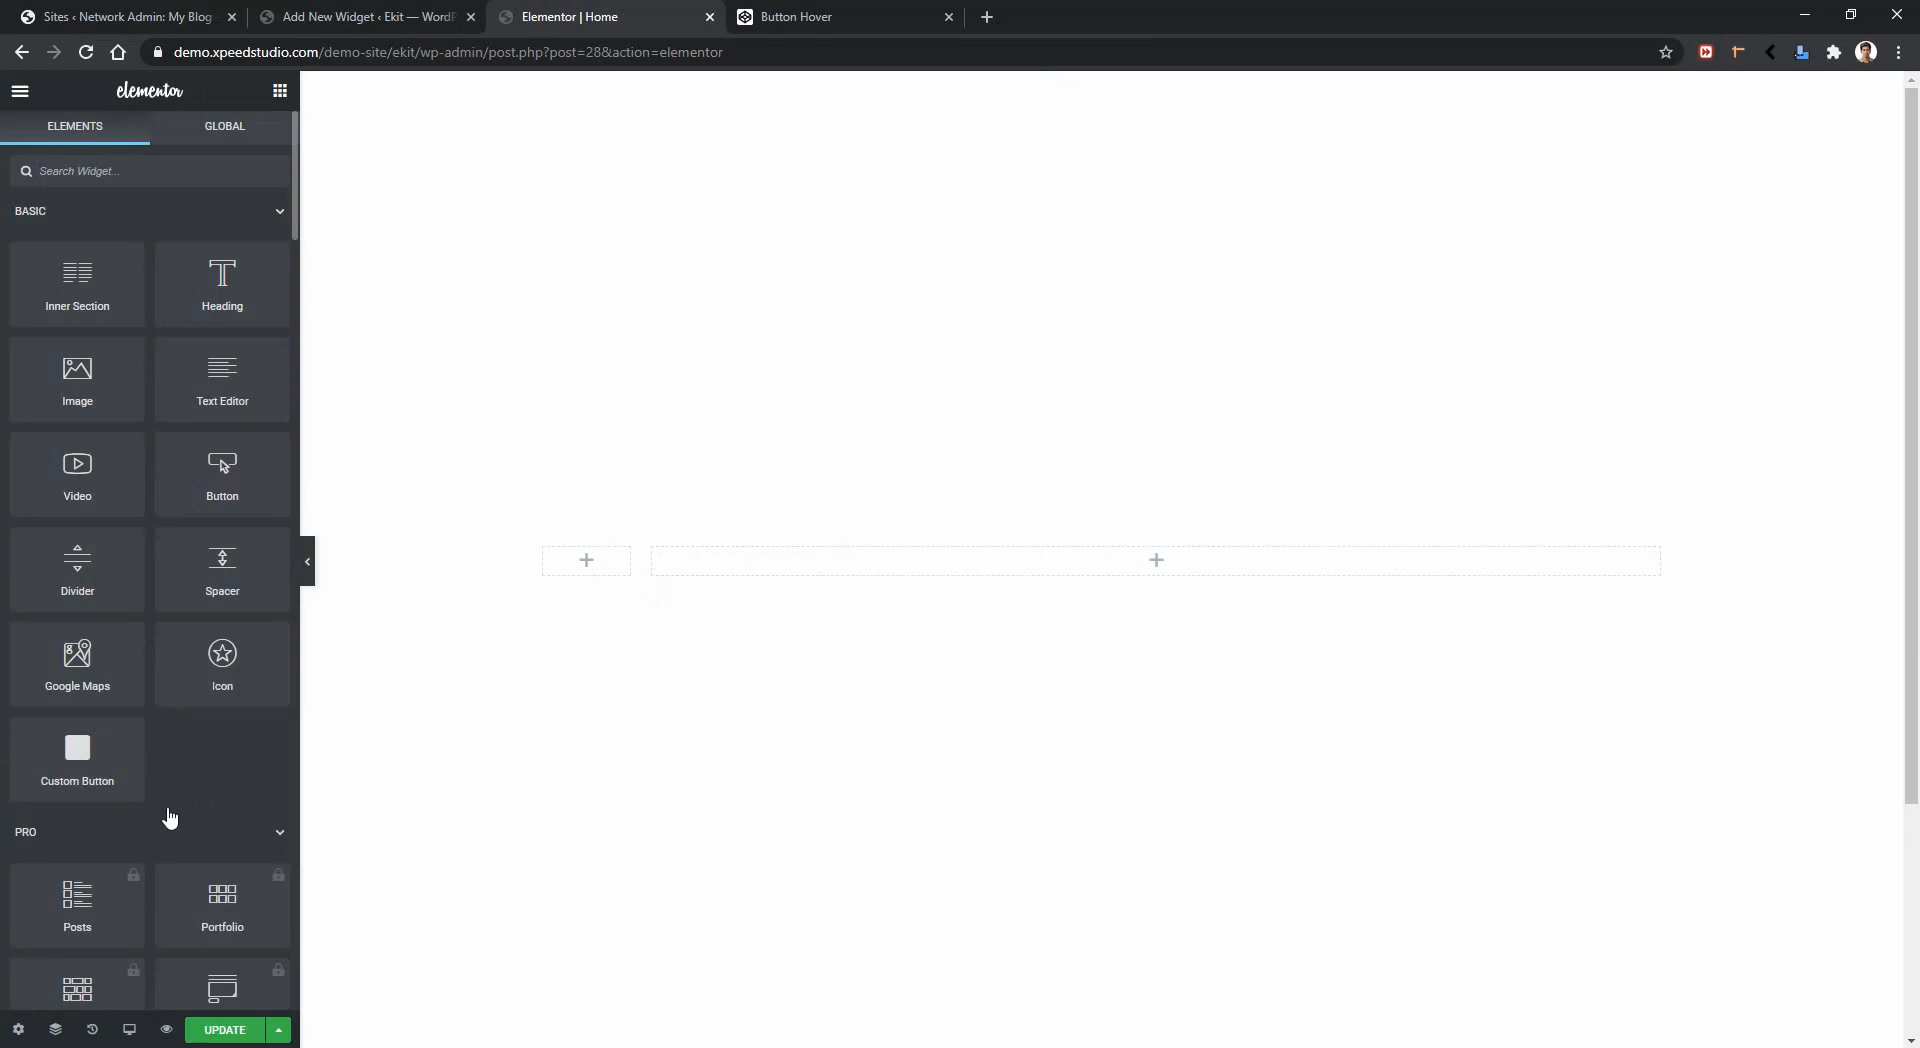 Sites ‹ Network Admin: My Blog
Add New Widget ‹ Ekit — WordP
Elementor | Home
Button Hover
demo.xpeedstudio.com/demo-site/ekit/wp-admin/post.php?post=28&action=elementor
elementor
ELEMENTS
GLOBAL
Search Widget...
BASIC
Inner Section
Heading
Image
Text Editor
Video
Button
Divider
Spacer
Google Maps
Icon
Custom Button
PRO
Posts
Portfolio
UPDATE